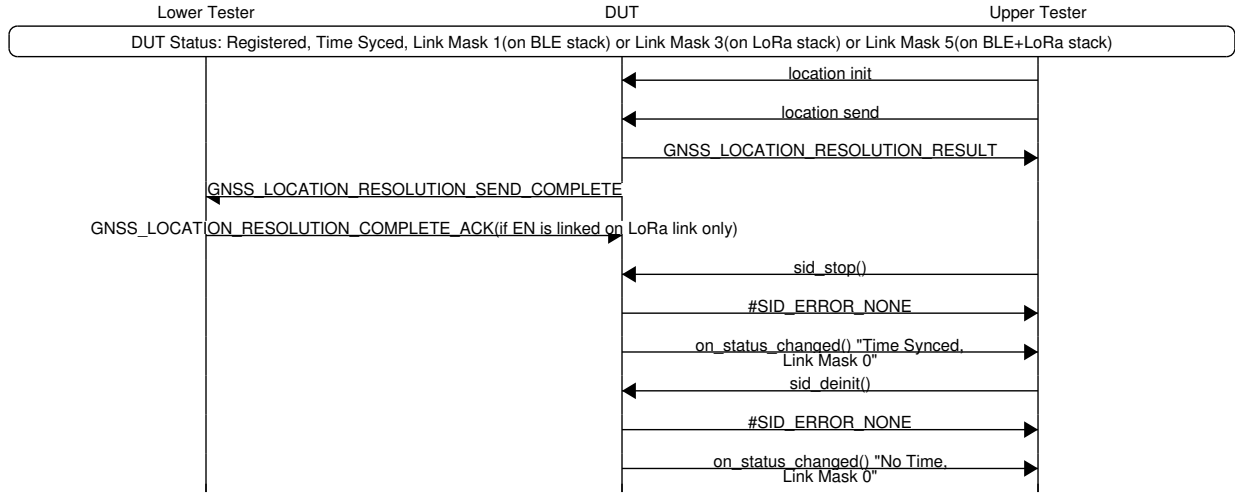 Lower Tester DUT Upper Tester
DUT Status: Registered, Time Syced, Link Mask 1(on BLE stack) or Link Mask 3(on LoRa stack) or Link Mask 5(on BLE+LoRa stack)
location init
location send
GNSS_LOCATION_RESOLUTION_RESULT
GNSS_LOCATION_RESOLUTION_SEND_COMPLETE
GNSS_LOCATION_RESOLUTION_COMPLETE_ACK(if EN is linked on LoRa link only)
sid_stop()
#SID_ERROR_NONE
on_status_changed() "Time Synced,
Link Mask 0"
sid_deinit()
#SID_ERROR_NONE
on_status_changed() "No Time,
Link Mask 0"